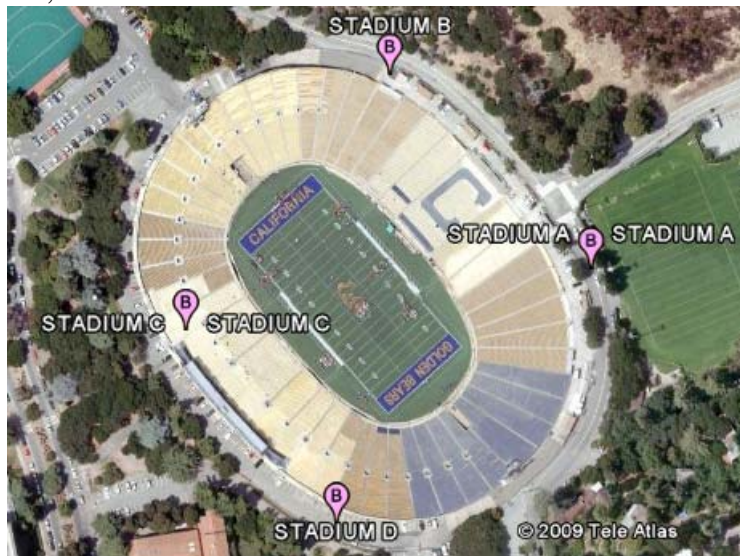 STADIUM B
B
C
CALIFORNIA
STADIUM A B STADIUM A
B
STADIUM C STADIUM C
GOLDEN BEARS
B
STADIUM D
© 2009 Tele Atlas